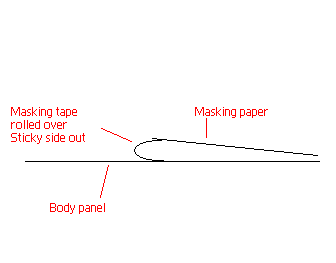 Masking tape
rolled over
Sticky side out
Masking paper
Body panel